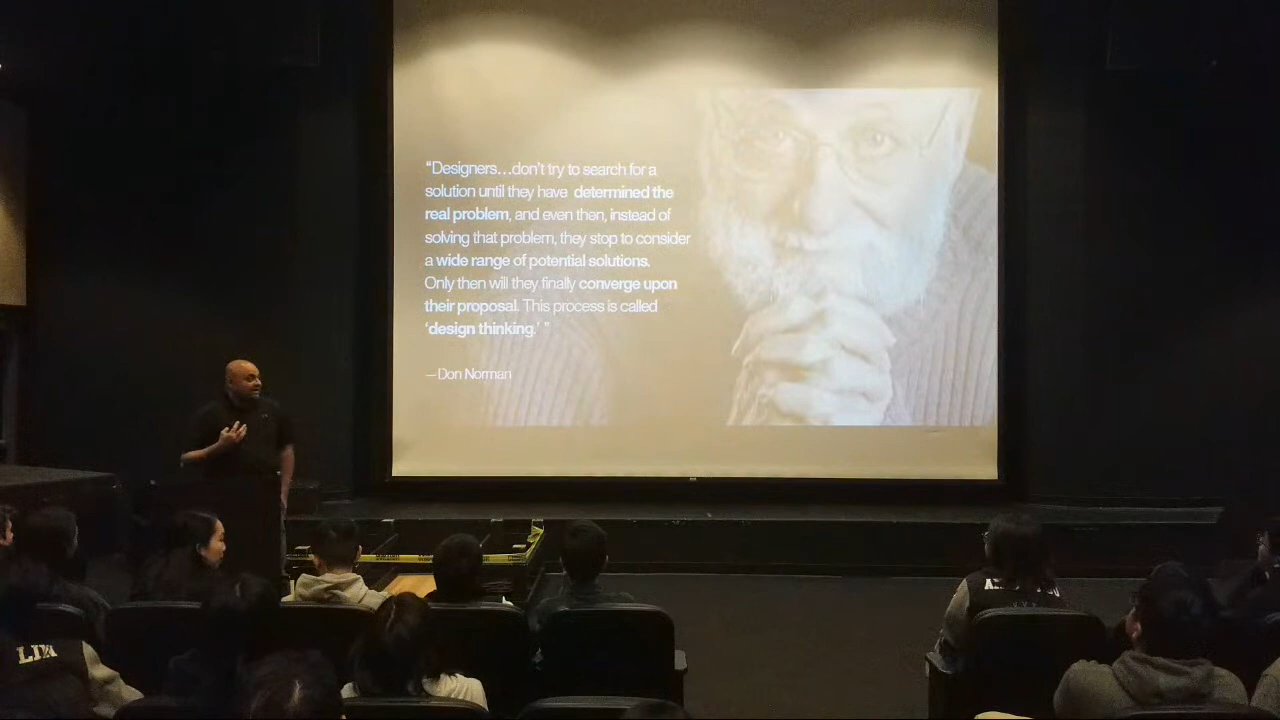 “Designers…don’t try to search for a
solution until they have determined the
real problem, and even then, instead of
solving that problem, they stop to consider
a wide range of potential solutions.
Only then will they finally converge upon
their proposal. This process is called
‘design thinking.’ ”
—Don Norman